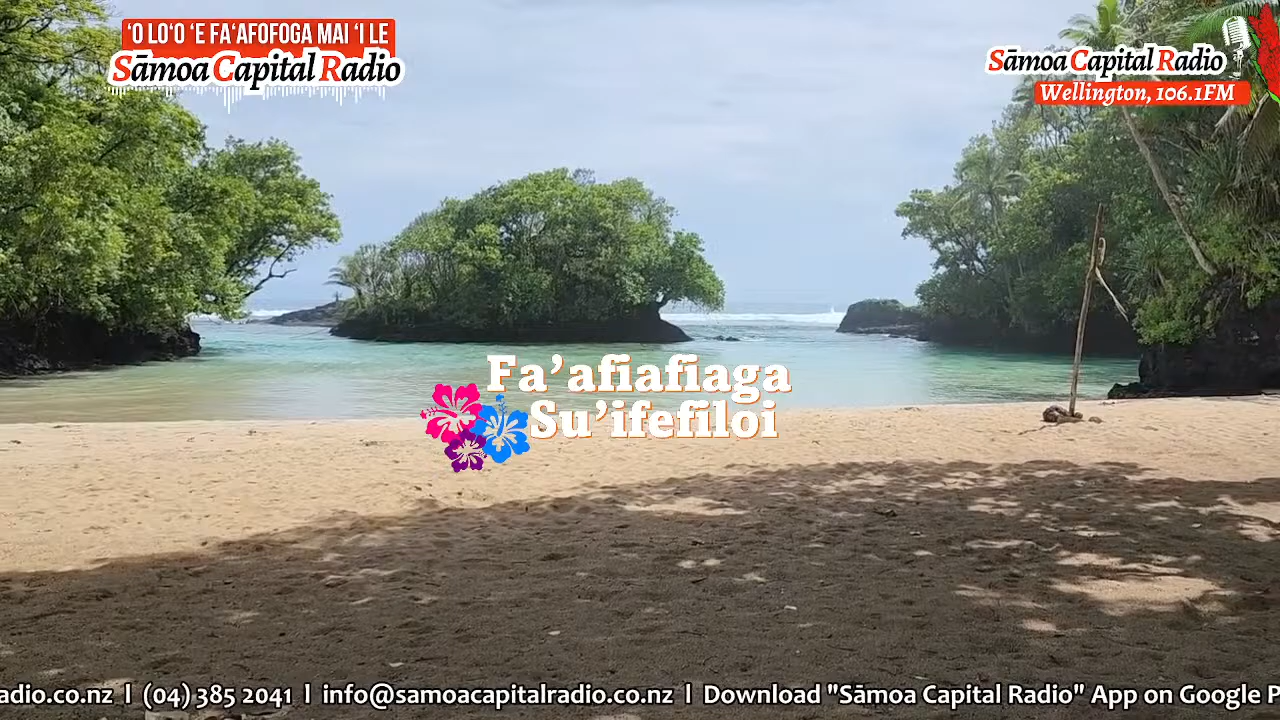 ‘O LO‘O ‘E FA‘AFOFOGA MAI ‘I LE
Sāmoa Capital Radio
Sāmoa Capital Radio
Wellington, 106.1FM
Fa’afiafiaga
Su’ifefiloi
adio.co.nz | (04) 385 2041 | info@samoacapitalradio.co.nz | Download "Sāmoa Capital Radio" App on Google P